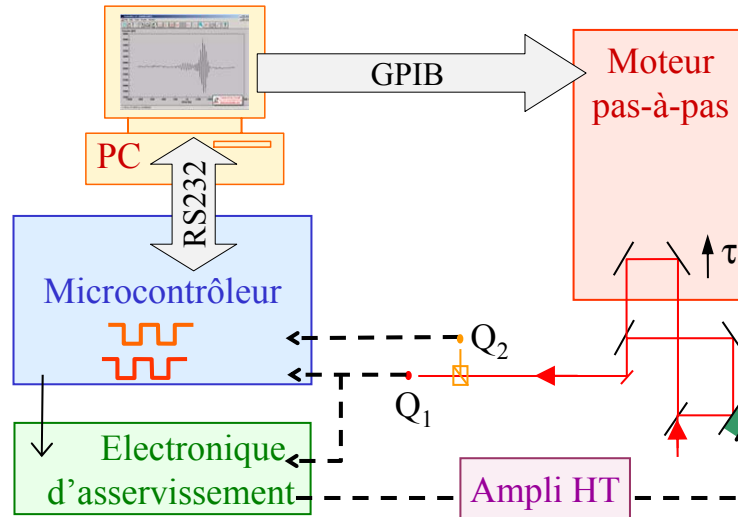 GPIB
Moteur
pas-à-pas
PC
RS232
τ
Microcontrôleur
Q2
Q1
Electronique
d'asservissement
Ampli HT